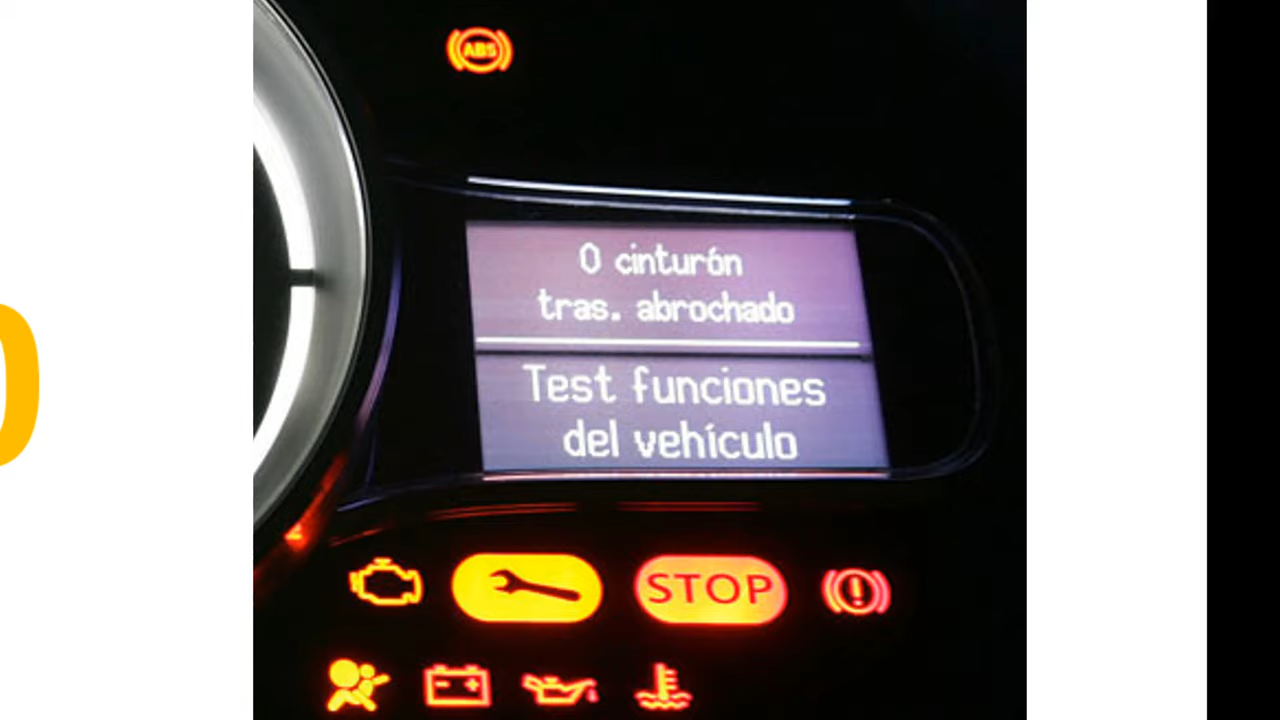 ABS
0 cinturón
tras. abrochado
Test funciones
del vehículo
STOP